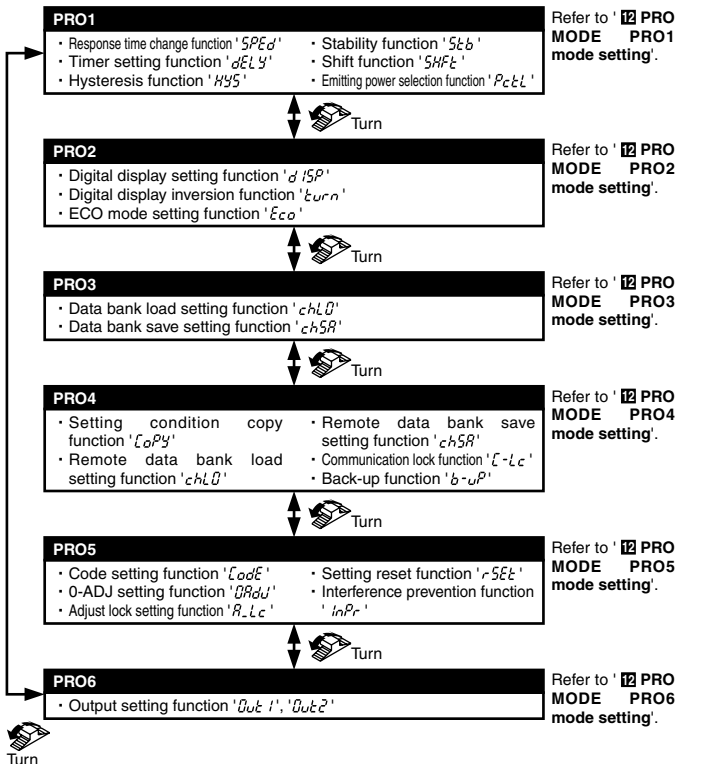 PRO1
・Response time change function 'SPEd'
・Timer setting function 'dELY'
・Hysteresis function 'HYS'
・Stability function 'Stb'
・Shift function 'SHFt'
・Emitting power selection function 'PctL'
Refer to ' 12 PRO
MODE PRO1
mode setting'.
Turn
PRO2
・Digital display setting function 'dISP'
・Digital display inversion function 'turn'
・ECO mode setting function 'Eco'
Refer to ' 12 PRO
MODE PRO2
mode setting'.
Turn
PRO3
・Data bank load setting function 'chLO'
・Data bank save setting function 'chSA'
Refer to ' 12 PRO
MODE PRO3
mode setting'.
Turn
PRO4
・Setting condition copy
function 'CoPY'
・Remote data bank load
setting function 'chLO'
・Remote data bank save
setting function 'chSA'
・Communication lock function 'C-Lc'
・Back-up function 'b-uP'
Refer to ' 12 PRO
MODE PRO4
mode setting'.
Turn
PRO5
・Code setting function 'CodE'
・0-ADJ setting function '0AdJ'
・Adjust lock setting function 'A_Lc'
・Setting reset function 'rSEt'
・Interference prevention function
' InPr '
Refer to ' 12 PRO
MODE PRO5
mode setting'.
Turn
PRO6
・Output setting function 'Out1', 'Out2'
Refer to ' 12 PRO
MODE PRO6
mode setting'.
Turn